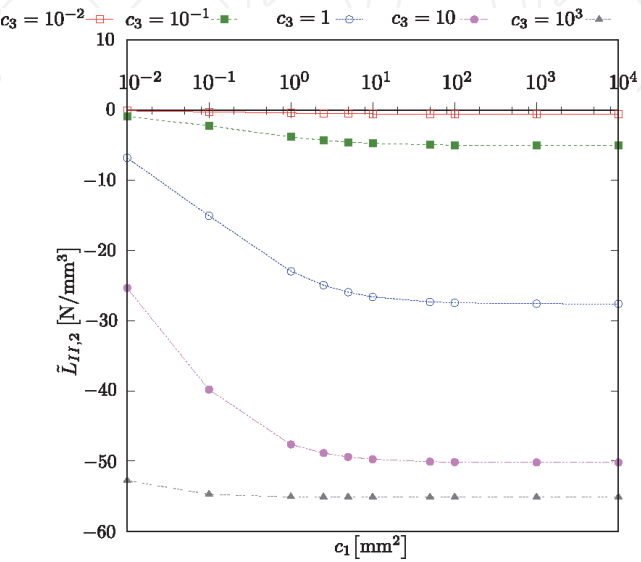 c₃ = 10⁻² c₃ = 10⁻¹ c₃ = 1 c₃ = 10 c₃ = 10³
10
10⁻² 10⁻¹ 10⁰ 10¹ 10² 10³ 10⁴
0
−10
−20
−30
−40
−50
−60
L̃_{II,2} [N/mm³]
c₁[mm²]